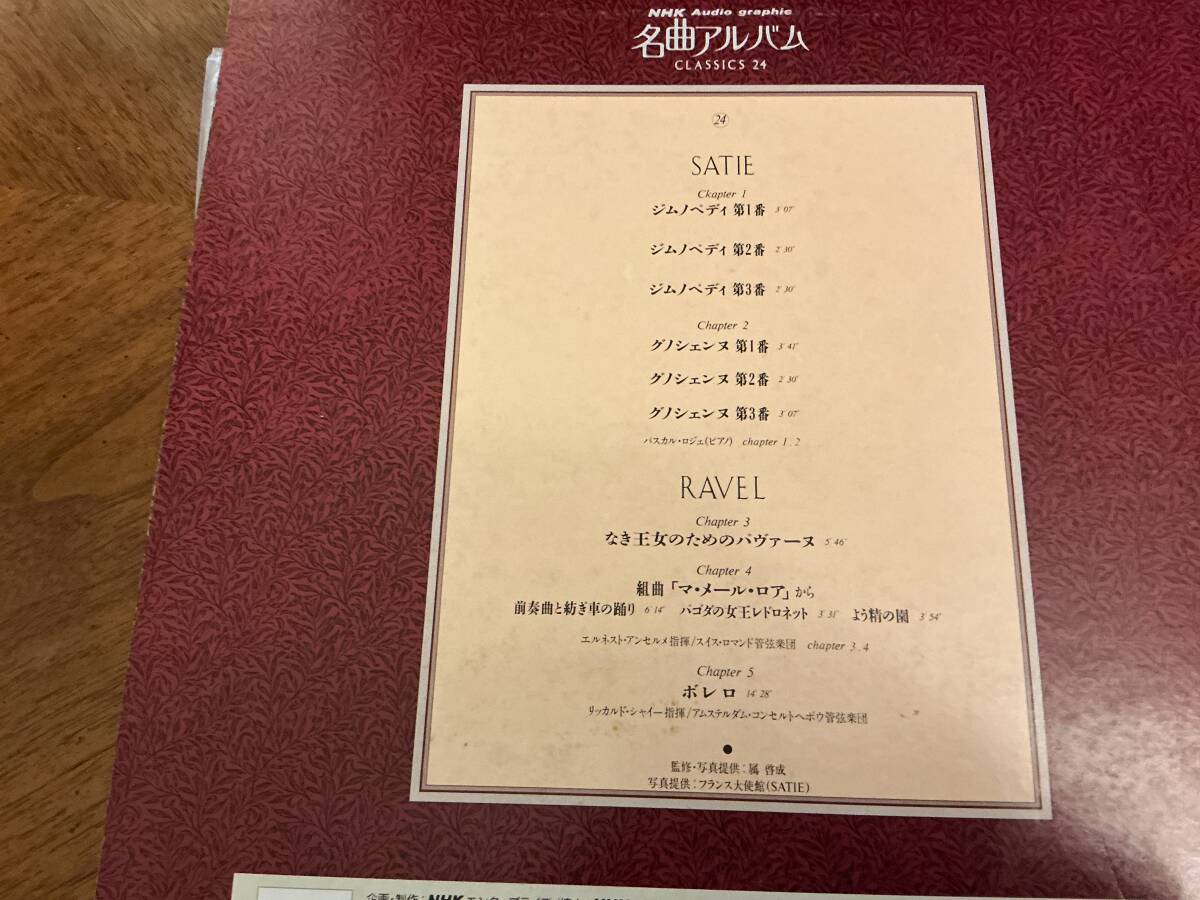 NHK Audio graphic
名曲アルバム
CLASSICS 24
24
SATIE
Ckapter 1
ジムノペディ 第1番 3'07"
ジムノペディ 第2番 2'30"
ジムノペディ 第3番 2'30"
Chapter 2
グノシェンヌ 第1番 3'41"
グノシェンヌ 第2番 2'30"
グノシェンヌ 第3番 3'07"
パスカル・ロジェ(ピアノ) chapter 1.2
RAVEL
Chapter 3
なき王女のためのパヴァーヌ 5'46"
Chapter 4
組曲「マ・メール・ロア」から
前奏曲と紡ぎ車の踊り 6'14" パゴダの女王レドロネット 3'31" よう精の園 3'54"
エルネスト・アンセルメ指揮/スイス・ロマンド管弦楽団 chapter 3.4
Chapter 5
ボレロ 14'28"
リッカルド・シャイー指揮/アムステルダム・コンセルトヘボウ管弦楽団
監修・写真提供:属 啓成
写真提供:フランス大使館(SATIE)
企画・制作:NHK